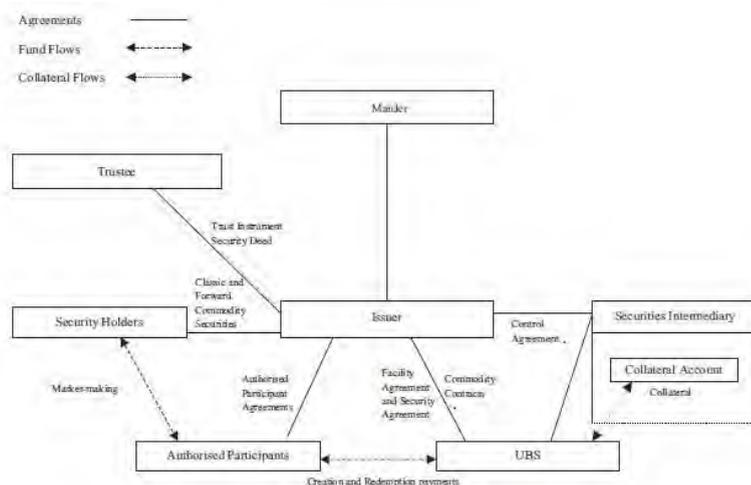 Agreements
Fund Flows
Collateral Flows
Manler
Trustee
Trust Instrument
Security Deed
Classic and
Forward
Commodity
Securities
Security Holders
Issuer
Control
Agreement
Securities Intermediary
Collateral Account
Collateral
Market-making
Authorised
Participant
Agreements
Facility
Agreement
and Security
Agreement
Commodity
Contracts
Authorised Participants
UBS
Creation and Redemption payments